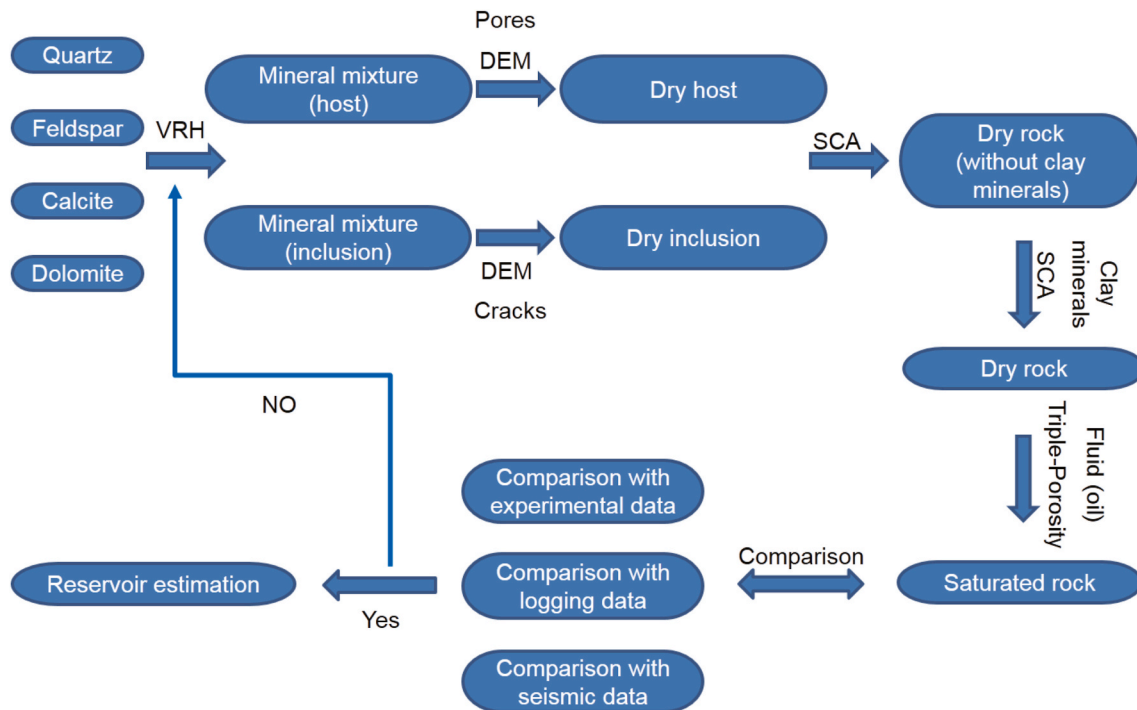 Quartz
Feldspar
Calcite
Dolomite
VRH
Mineral mixture
(host)
Pores
DEM
Dry host
Mineral mixture
(inclusion)
DEM
Cracks
Dry inclusion
SCA
Dry rock
(without clay
minerals)
Clay
minerals
SCA
Dry rock
Fluid (oil)
Triple-Porosity
Saturated rock
Comparison
Comparison with
experimental data
Comparison with
logging data
Comparison with
seismic data
NO
Yes
Reservoir estimation